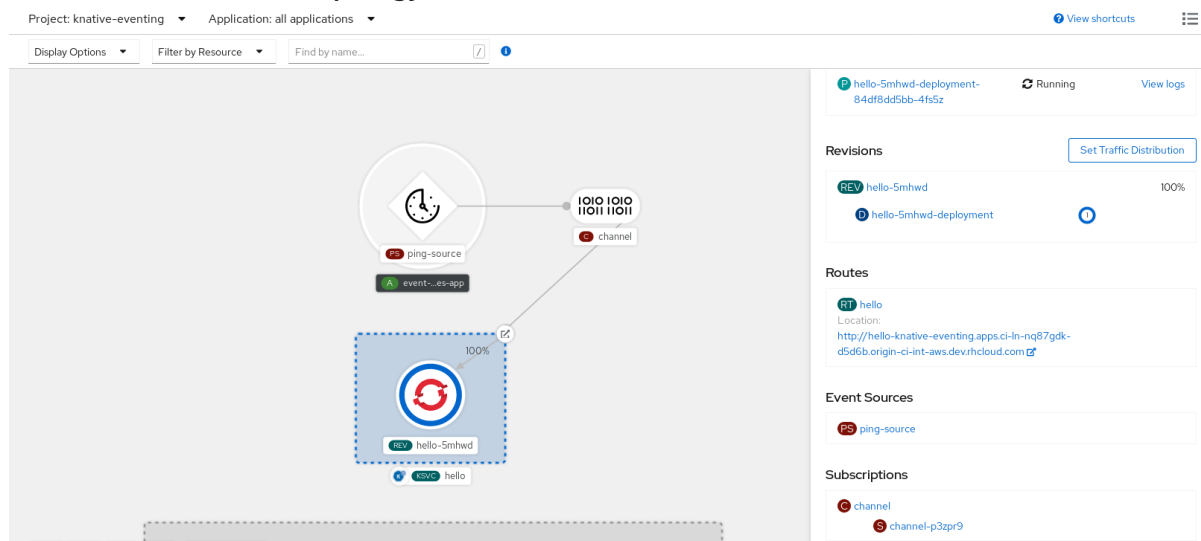 Project: knative-eventing
Application: all applications
View shortcuts
Display Options
Filter by Resource
Find by name...
/
P hello-5mhwd-deployment-
84df8dd5bb-4fs5z
Running
View logs
Revisions
Set Traffic Distribution
REV hello-5mhwd
100%
D hello-5mhwd-deployment
1
Routes
RT hello
Location:
http://hello-knative-eventing.apps.ci-ln-nq87gdk-
d5d6b.origin-ci-int-aws.dev.rhcloud.com
Event Sources
PS ping-source
Subscriptions
C channel
S channel-p3zpr9
1010 1010
11011 11011
C channel
PS ping-source
A event-...es-app
100%
REV hello-5mhwd
KSVC hello